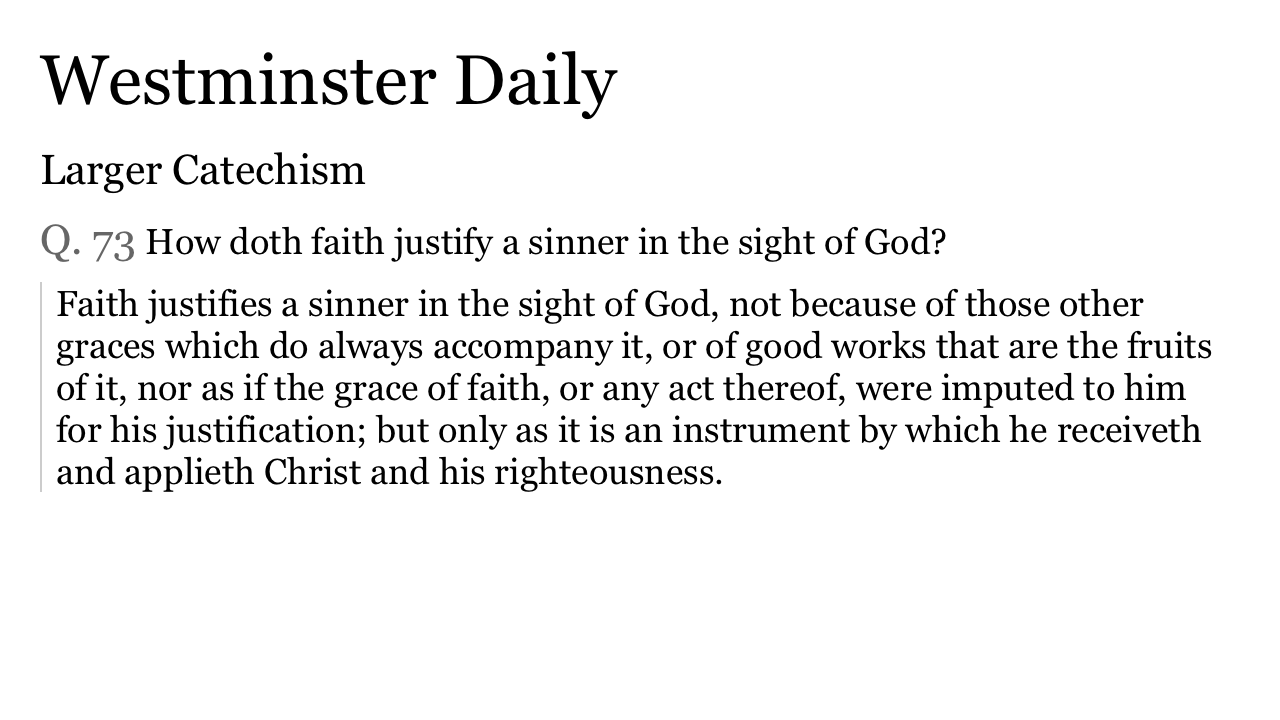 Westminster Daily
Larger Catechism
Q. 73 How doth faith justify a sinner in the sight of God?
Faith justifies a sinner in the sight of God, not because of those other
graces which do always accompany it, or of good works that are the fruits
of it, nor as if the grace of faith, or any act thereof, were imputed to him
for his justification; but only as it is an instrument by which he receiveth
and applieth Christ and his righteousness.